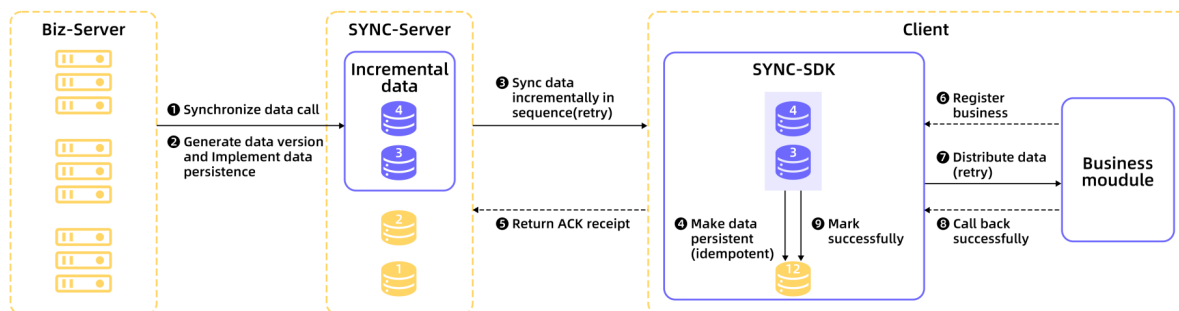 Biz-Server
SYNC-Server
Client
Incremental
data
4
3
2
1
❶ Synchronize data call
❷ Generate data version
and Implement data
persistence
❸ Sync data
incrementally in
sequence(retry)
❺ Return ACK receipt
SYNC-SDK
4
3
❹ Make data
persistent
(idempotent)
❾ Mark
successfully
12
❻ Register
business
❼ Distribute data
(retry)
❽ Call back
successfully
Business
moudule